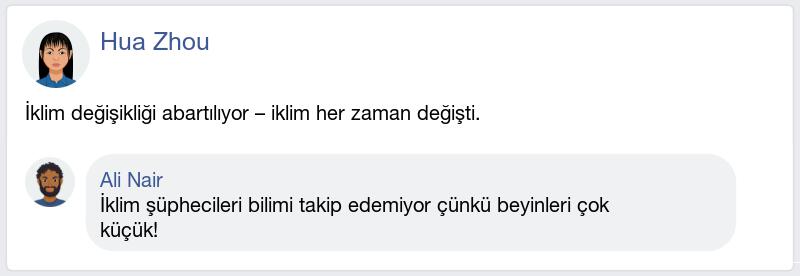 Hua Zhou
İklim değişikliği abartılıyor – iklim her zaman değişti.
Ali Nair
İklim şüphecileri bilimi takip edemiyor çünkü beyinleri çok
küçük!